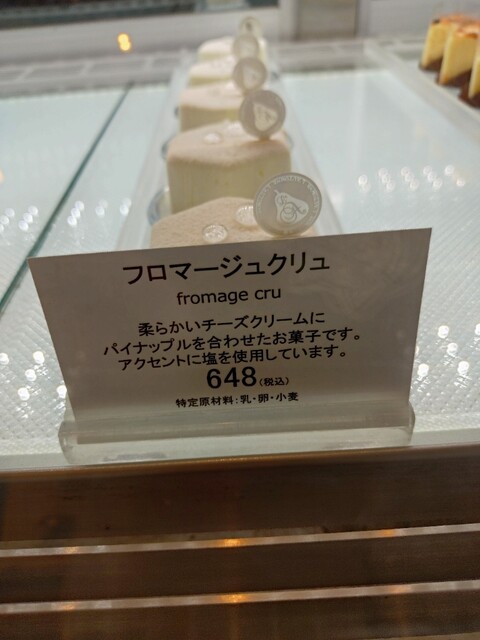 フロマージュクリュ
fromage cru
柔らかいチーズクリームに
パイナップルを合わせたお菓子です。
アクセントに塩を使用しています。
648(税込)
特定原材料:乳・卵・小麦